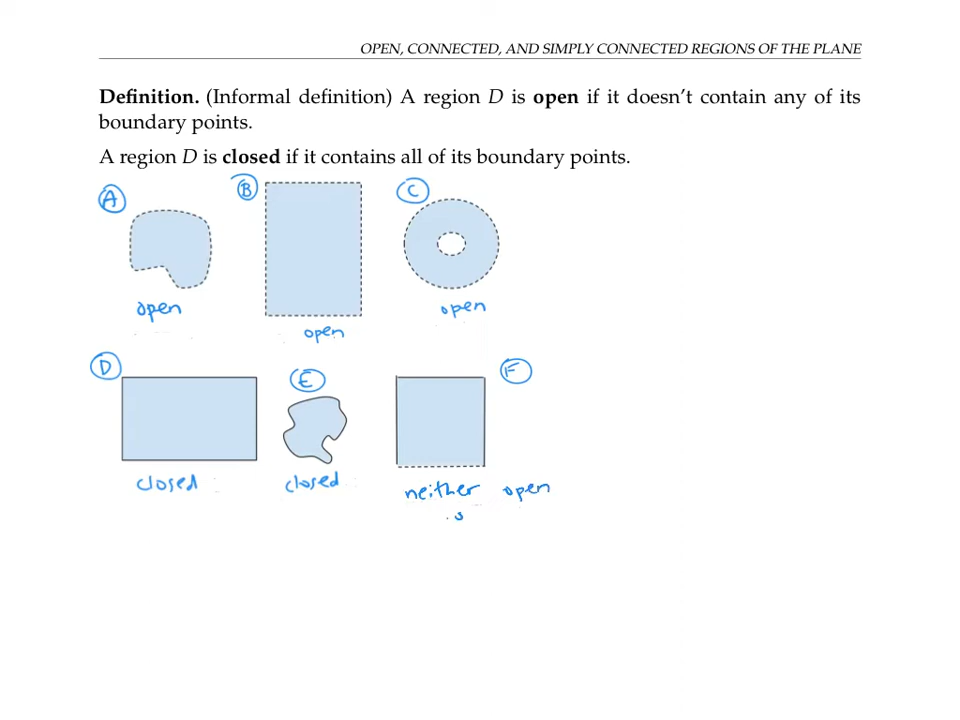 OPEN, CONNECTED, AND SIMPLY CONNECTED REGIONS OF THE PLANE
Definition. (Informal definition) A region D is open if it doesn't contain any of its
boundary points.
A region D is closed if it contains all of its boundary points.
A B C
open open open
D E F
closed closed neither open